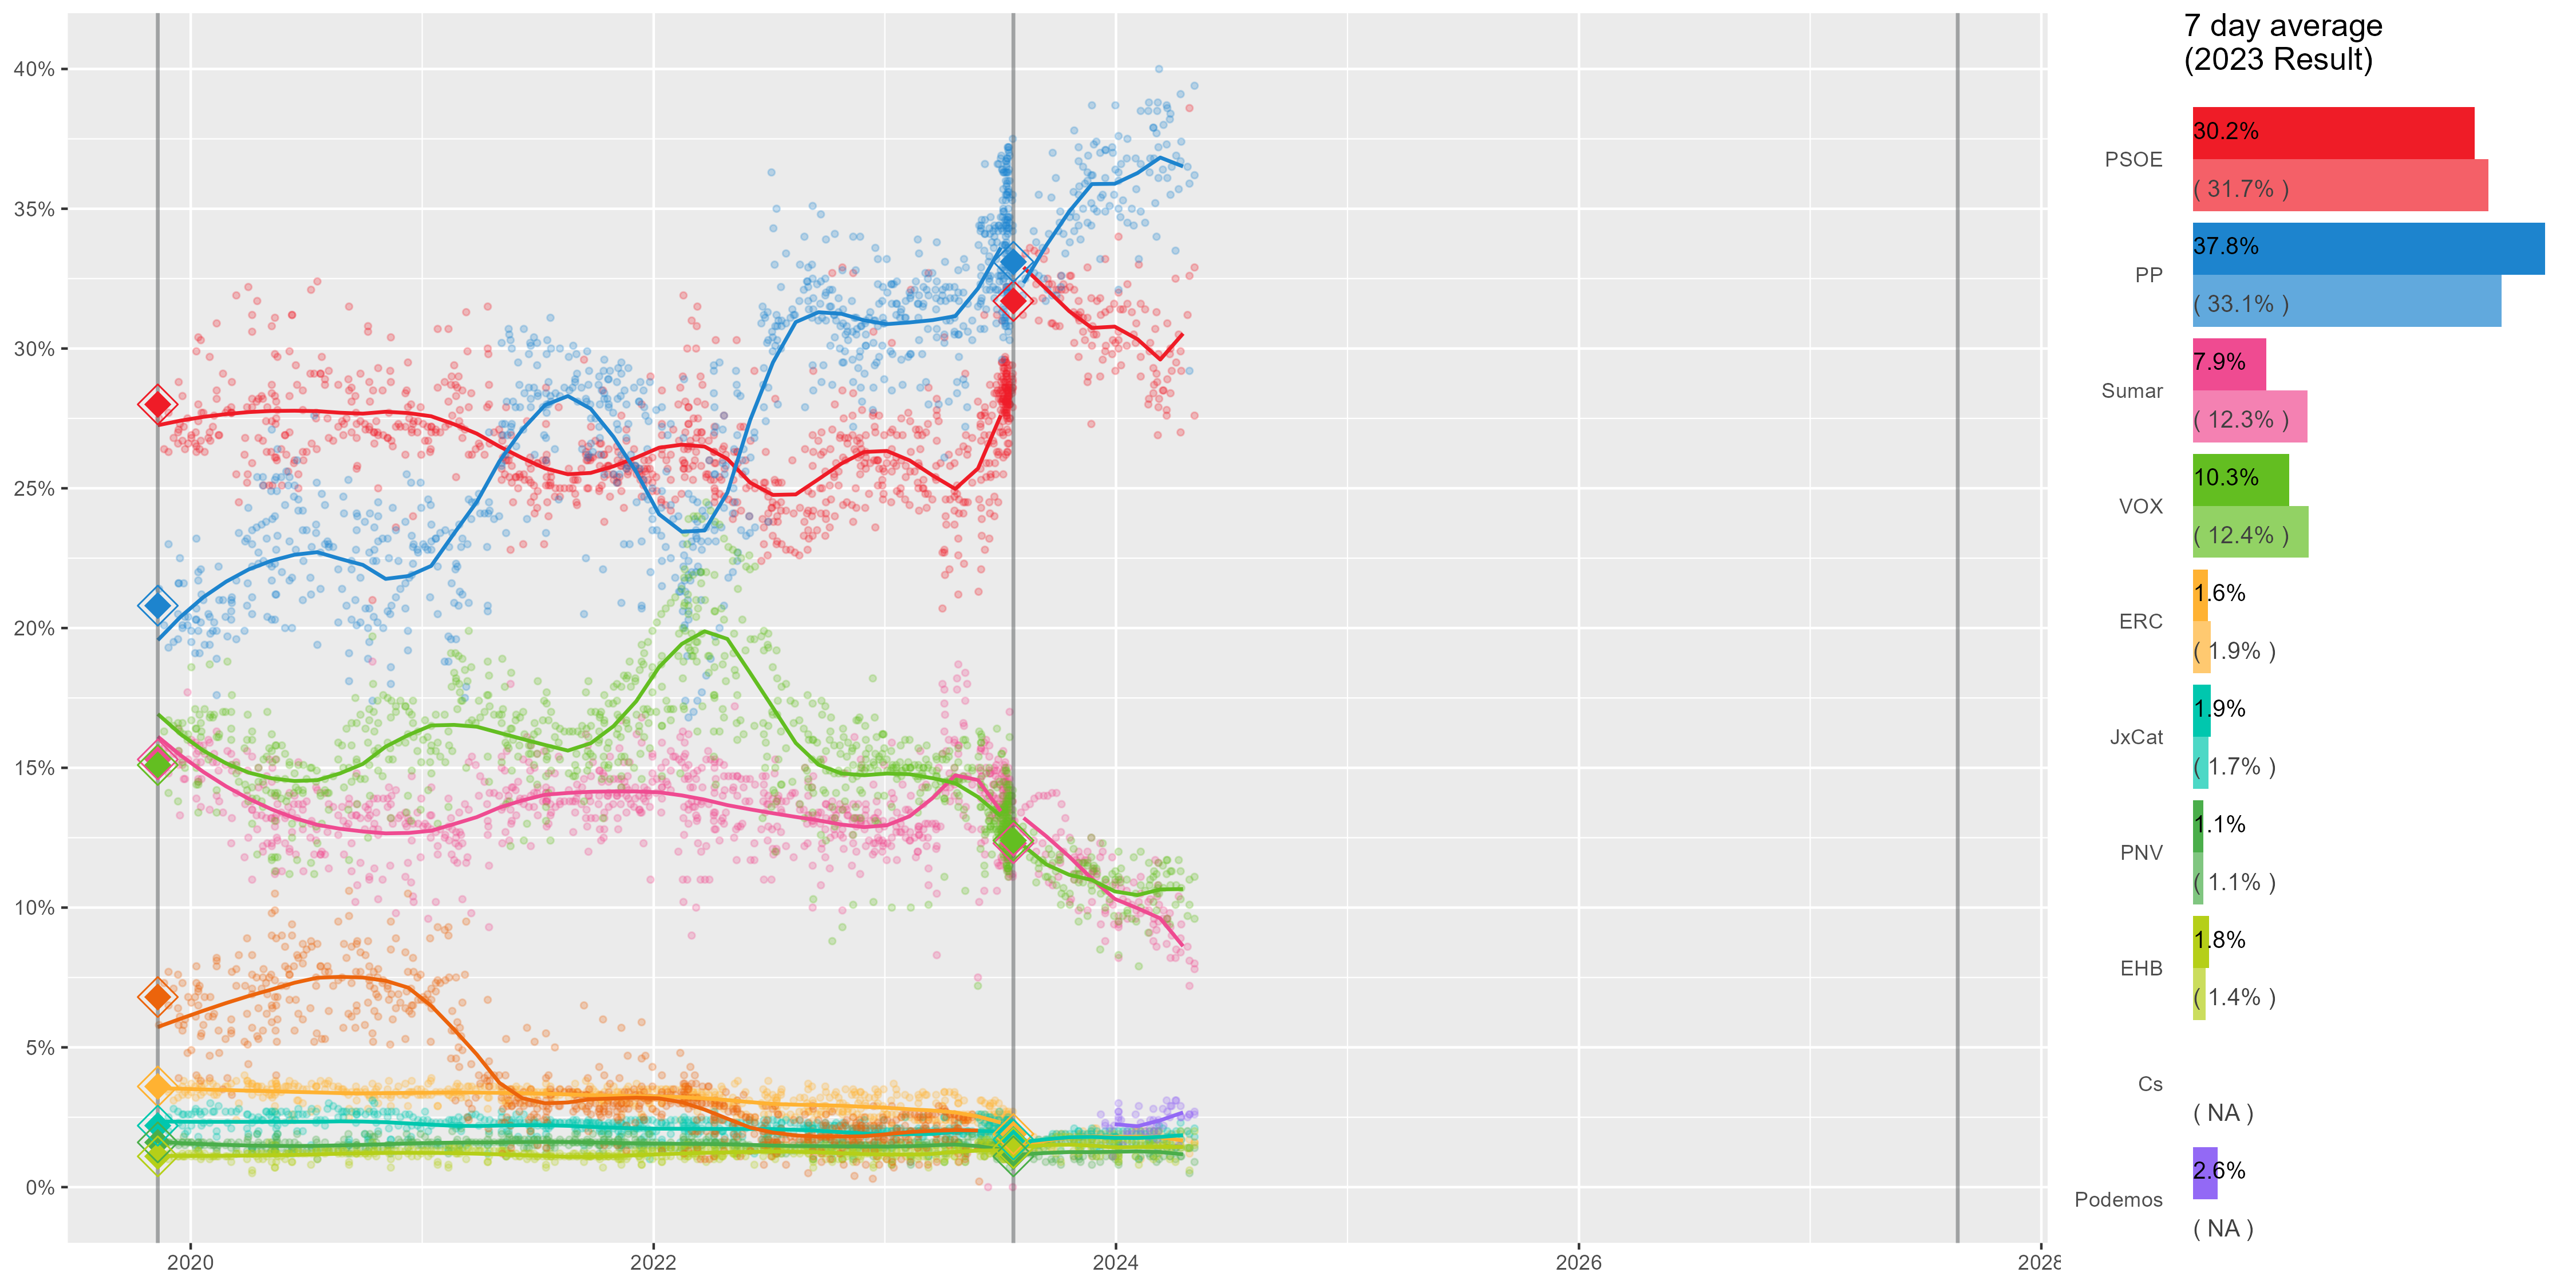 7 day average
(2023 Result)
40%
35%
30%
25%
20%
15%
10%
5%
0%
2020
2022
2024
2026
2028
PSOE
30.2%
( 31.7% )
PP
37.8%
( 33.1% )
Sumar
7.9%
( 12.3% )
VOX
10.3%
( 12.4% )
ERC
1.6%
( 1.9% )
JxCat
1.9%
( 1.7% )
PNV
1.1%
( 1.1% )
EHB
1.8%
( 1.4% )
Cs
( NA )
Podemos
2.6%
( NA )